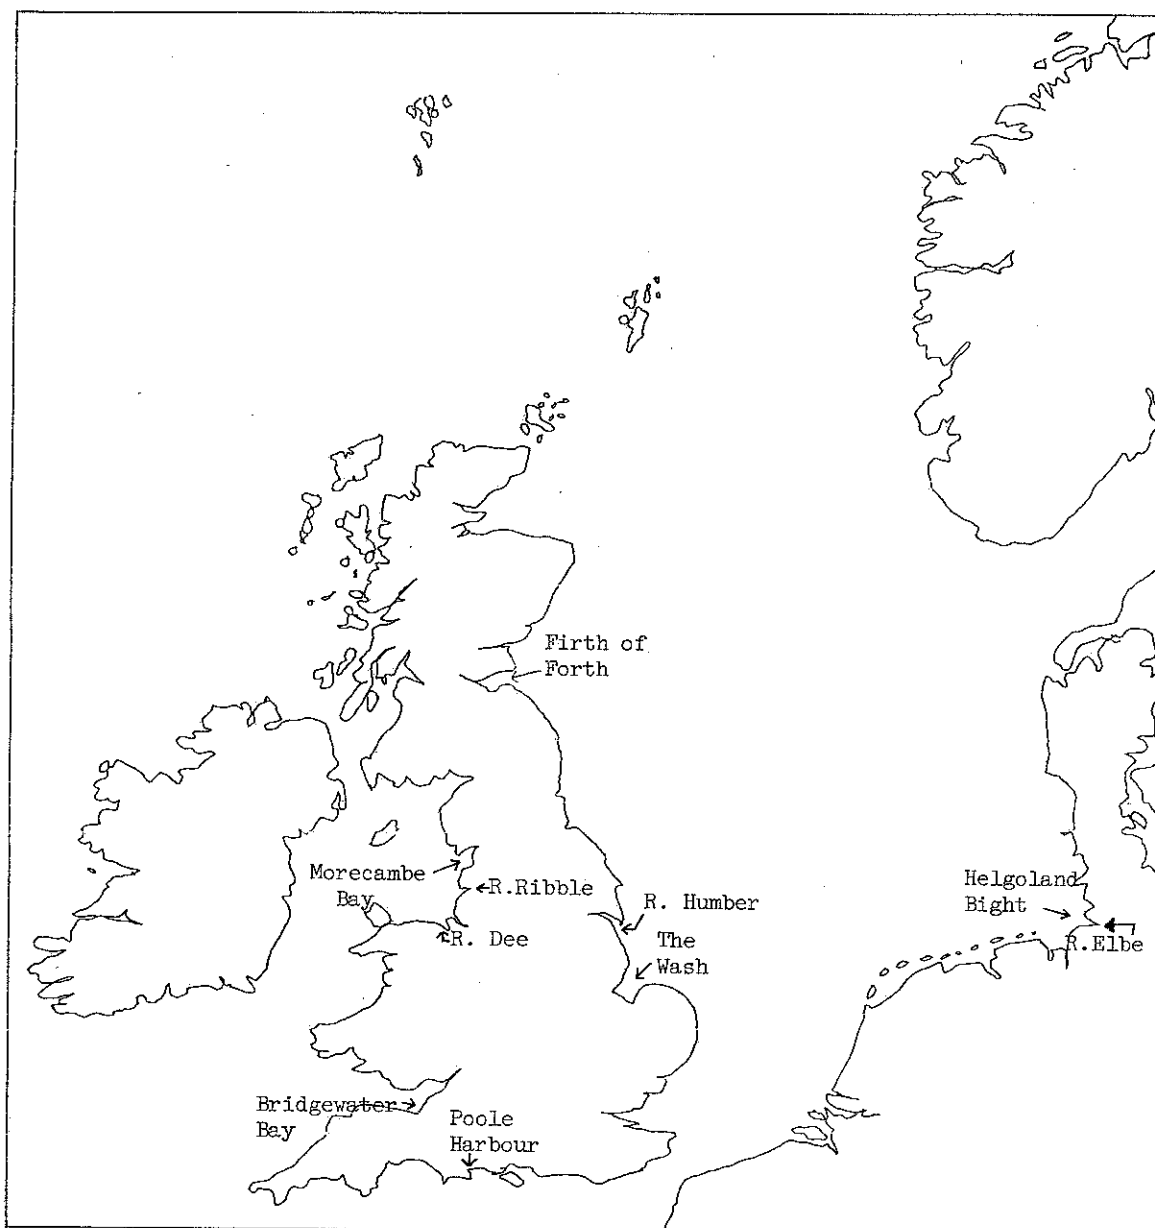 Firth of
Forth
Morecambe
Bay
R.Ribble
R. Dee
R. Humber
The
Wash
Helgoland
Bight
R.Elbe
Bridgewater
Bay
Poole
Harbour